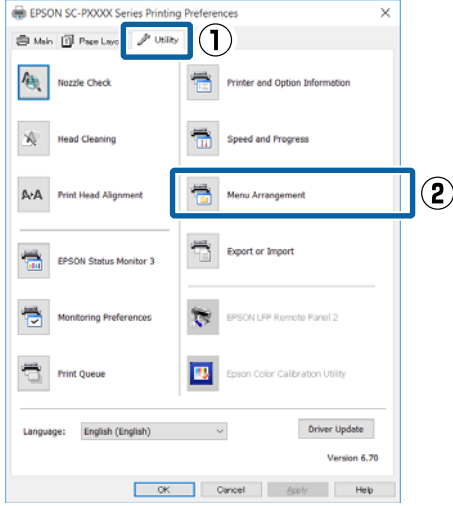 EPSON SC-PXXXX Series Printing Preferences
Main Page Layout Utility
1
Nozzle Check
Printer and Option Information
Head Cleaning
Speed and Progress
A·A Print Head Alignment
Menu Arrangement
2
EPSON Status Monitor 3
Export or Import
Monitoring Preferences
EPSON LFP Remote Panel 2
Print Queue
Epson Color Calibration Utility
Language: English (English)
Driver Update
Version 6.70
OK Cancel Apply Help